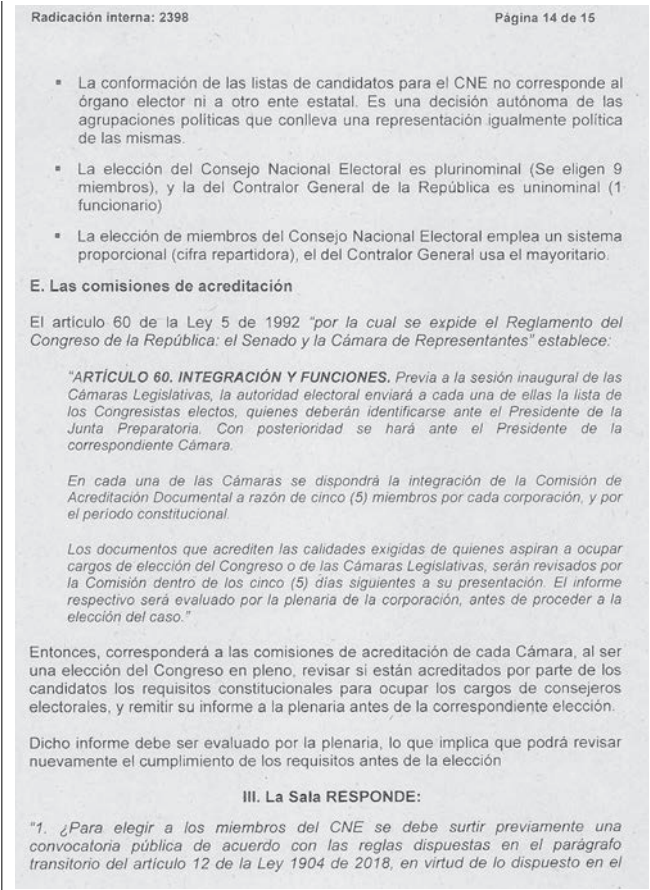 Radicación interna: 2398 Página 14 de 15
▪ La conformación de las listas de candidatos para el CNE no corresponde al
órgano elector ni a otro ente estatal. Es una decisión autónoma de las
agrupaciones políticas que conlleva una representación igualmente política
de las mismas.
▪ La elección del Consejo Nacional Electoral es plurinominal (Se eligen 9
miembros), y la del Contralor General de la República es uninominal (1
funcionario)
▪ La elección de miembros del Consejo Nacional Electoral emplea un sistema
proporcional (cifra repartidora), el del Contralor General usa el mayoritario.
E. Las comisiones de acreditación
El artículo 60 de la Ley 5 de 1992 "por la cual se expide el Reglamento del
Congreso de la República: el Senado y la Cámara de Representantes" establece:
"ARTÍCULO 60. INTEGRACIÓN Y FUNCIONES. Previa a la sesión inaugural de las
Cámaras Legislativas, la autoridad electoral enviará a cada una de ellas la lista de
los Congresistas electos, quienes deberán identificarse ante el Presidente de la
Junta Preparatoria. Con posterioridad se hará ante el Presidente de la
correspondiente Cámara.
En cada una de las Cámaras se dispondrá la integración de la Comisión de
Acreditación Documental a razón de cinco (5) miembros por cada corporación, y por
el período constitucional.
Los documentos que acrediten las calidades exigidas de quienes aspiran a ocupar
cargos de elección del Congreso o de las Cámaras Legislativas, serán revisados por
la Comisión dentro de los cinco (5) días siguientes a su presentación. El informe
respectivo será evaluado por la plenaria de la corporación, antes de proceder a la
elección del caso."
Entonces, corresponderá a las comisiones de acreditación de cada Cámara, al ser
una elección del Congreso en pleno, revisar si están acreditados por parte de los
candidatos los requisitos constitucionales para ocupar los cargos de consejeros
electorales, y remitir su informe a la plenaria antes de la correspondiente elección.
Dicho informe debe ser evaluado por la plenaria, lo que implica que podrá revisar
nuevamente el cumplimiento de los requisitos antes de la elección
III. La Sala RESPONDE:
"1. ¿Para elegir a los miembros del CNE se debe surtir previamente una
convocatoria pública de acuerdo con las reglas dispuestas en el parágrafo
transitorio del artículo 12 de la Ley 1904 de 2018, en virtud de lo dispuesto en el